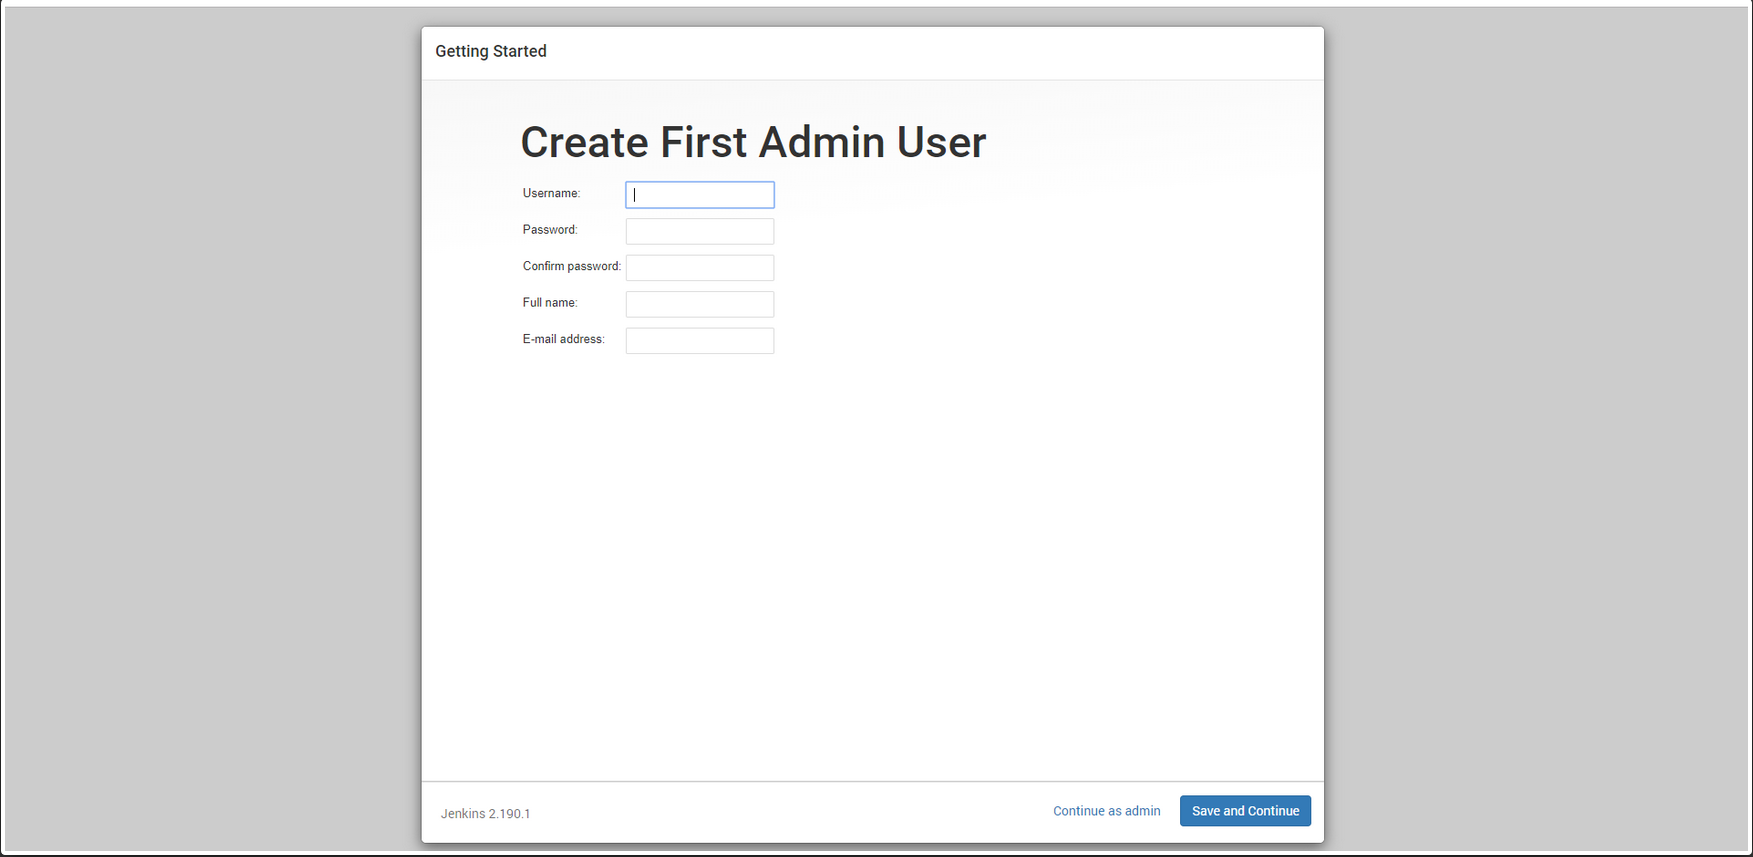 Getting Started
Create First Admin User
Username:
Password:
Confirm password:
Full name:
E-mail address:
Jenkins 2.190.1
Continue as admin
Save and Continue